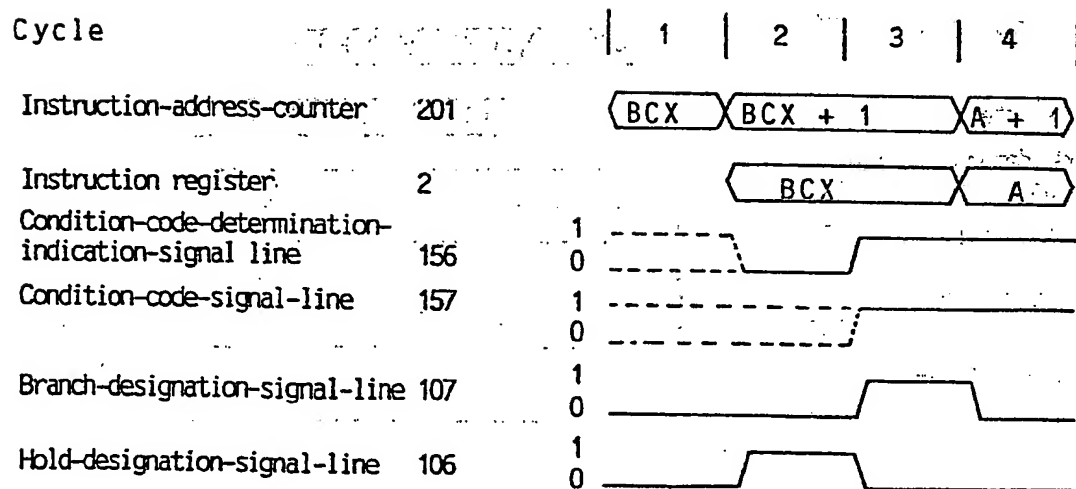 Cycle 1 2 3 4
Instruction-address-counter 201 BCX BCX + 1 A + 1
Instruction register 2 BCX A
Condition-code-determination-
indication-signal line 156 1 0
Condition-code-signal-line 157 1 0
Branch-designation-signal-line 107 1 0
Hold-designation-signal-line 106 1 0